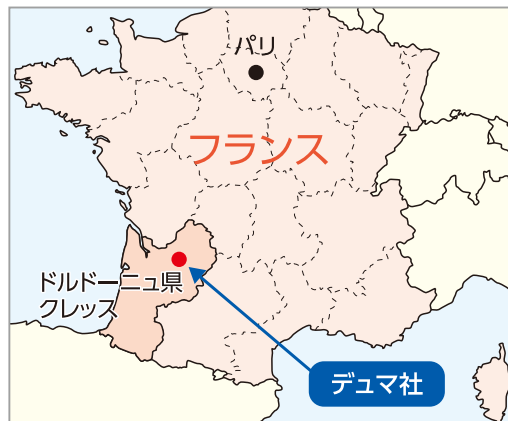 パリ
フランス
ドルドーニュ県
クレッス
デュマ社